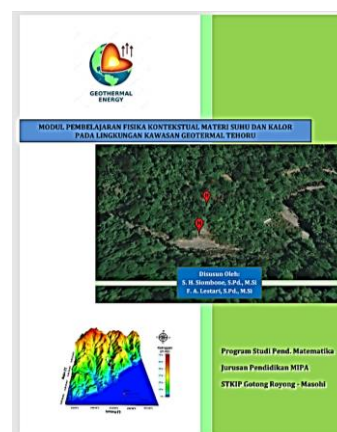 GEOTHERMAL
ENERGY
MODUL PEMBELAJARAN FISIKA KONTEKSTUAL MATERI SUHU DAN KALOR
PADA LINGKUNGAN KAWASAN GEOTERMAL TEHORU
Disusun Oleh:
S. H. Siombone, S.Pd., M.Si
F. A. Lestari, S.Pd., M.Si
Program Studi Pend. Matematika
Jurusan Pendidikan MIPA
STKIP Gotong Royong - Masohi